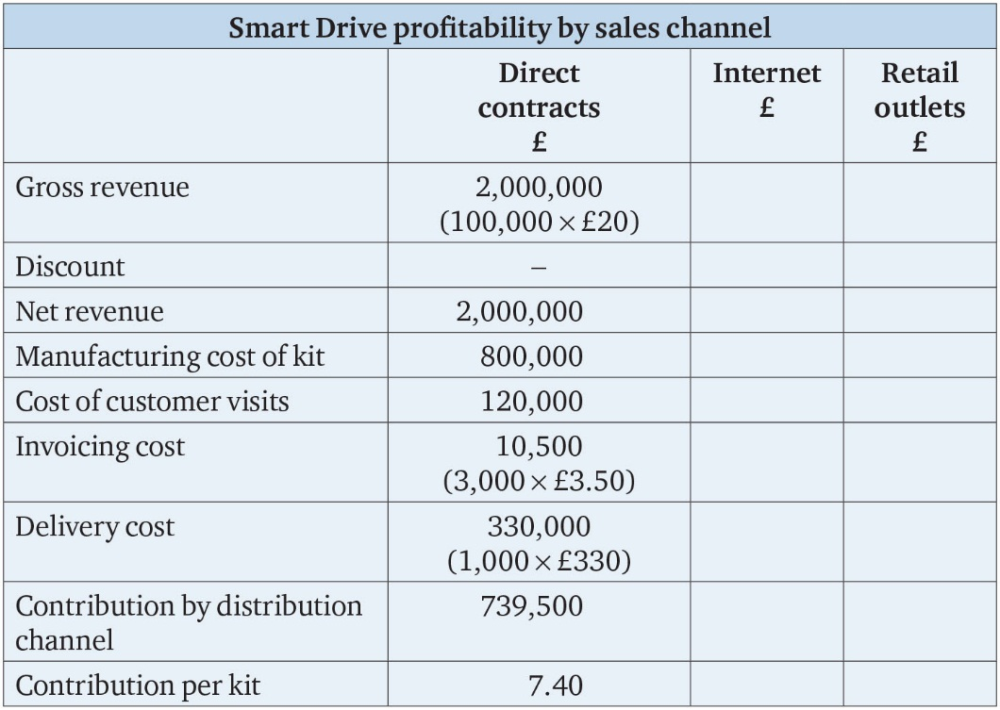 Smart Drive profitability by sales channel
Direct contracts £
Internet £
Retail outlets £
Gross revenue
2,000,000
(100,000 × £20)
Discount
–
Net revenue
2,000,000
Manufacturing cost of kit
800,000
Cost of customer visits
120,000
Invoicing cost
10,500
(3,000 × £3.50)
Delivery cost
330,000
(1,000 × £330)
Contribution by distribution
channel
739,500
Contribution per kit
7.40